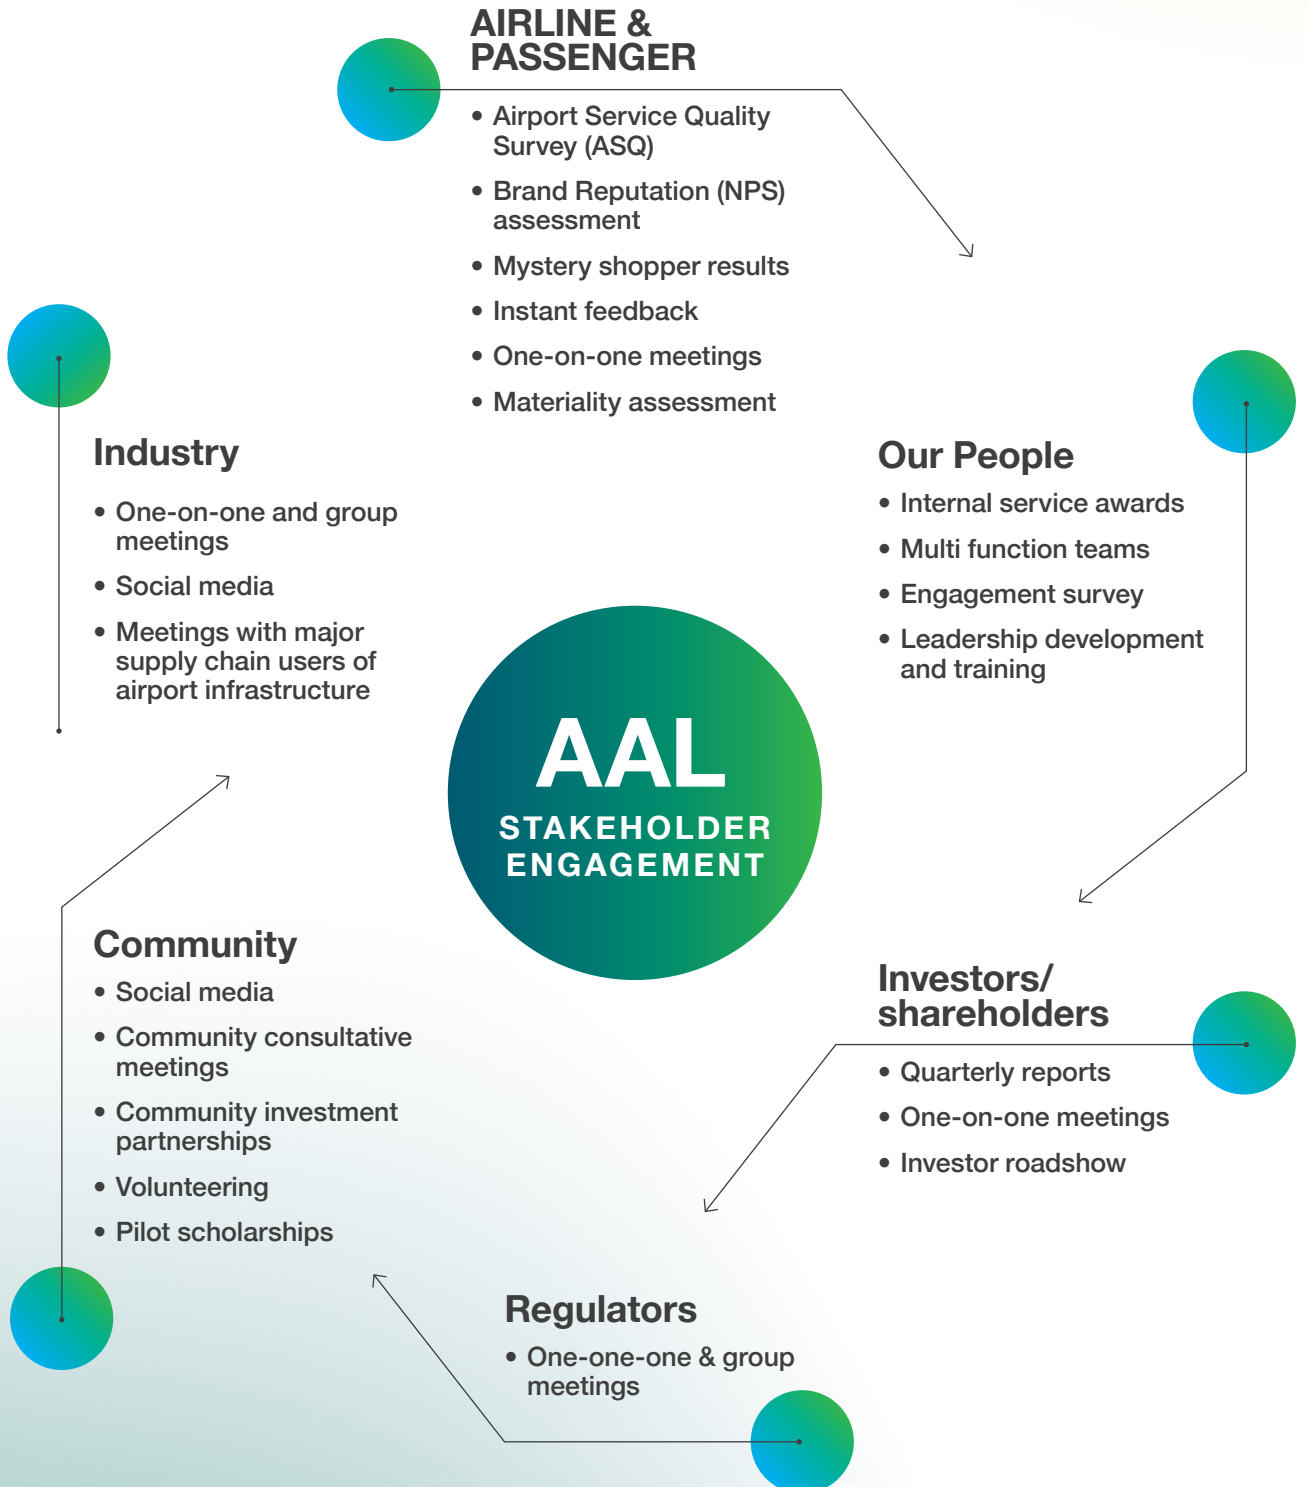 AIRLINE &
PASSENGER
• Airport Service Quality
Survey (ASQ)
• Brand Reputation (NPS)
assessment
• Mystery shopper results
• Instant feedback
• One-on-one meetings
• Materiality assessment
Industry
• One-on-one and group
meetings
• Social media
• Meetings with major
supply chain users of
airport infrastructure
Our People
• Internal service awards
• Multi function teams
• Engagement survey
• Leadership development
and training
AAL
STAKEHOLDER
ENGAGEMENT
Community
• Social media
• Community consultative
meetings
• Community investment
partnerships
• Volunteering
• Pilot scholarships
Investors/
shareholders
• Quarterly reports
• One-on-one meetings
• Investor roadshow
Regulators
• One-one-one & group
meetings